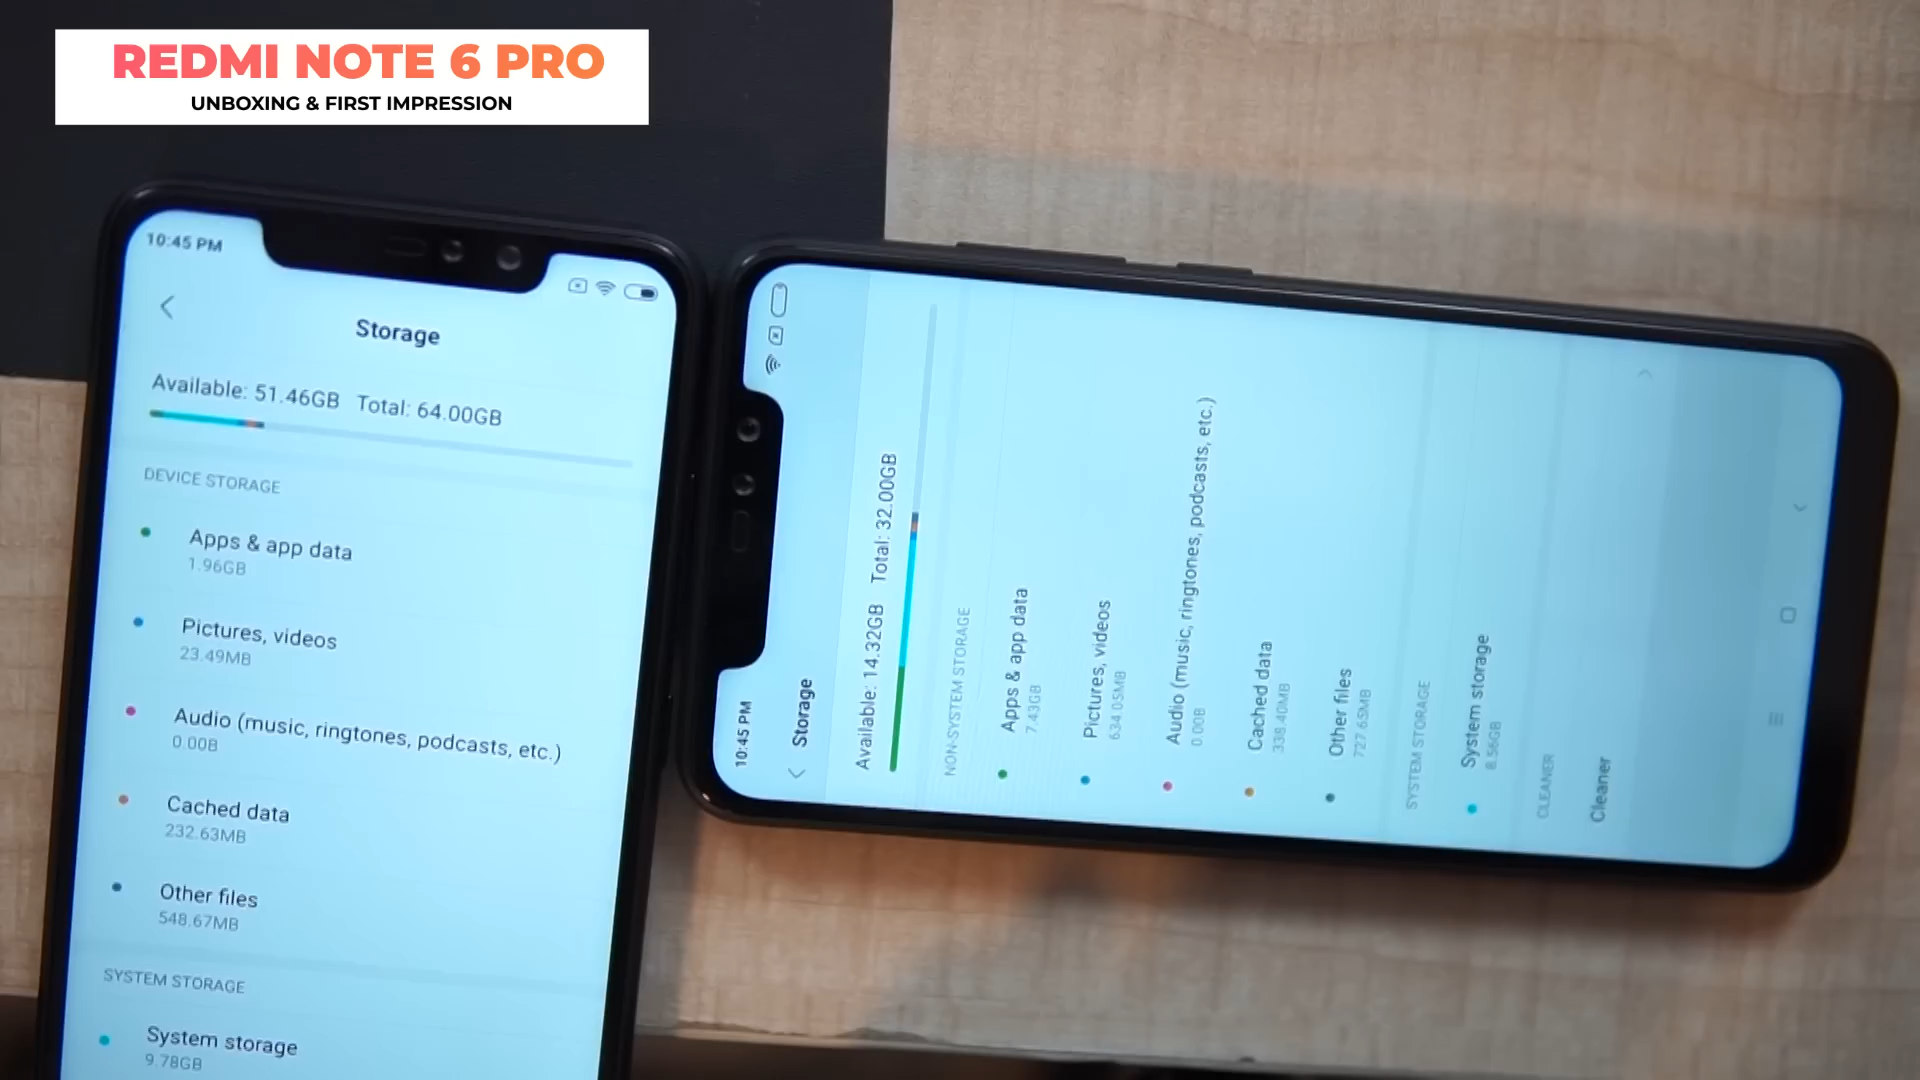 REDMI NOTE 6 PRO
UNBOXING & FIRST IMPRESSION
10:45 PM
Storage
Available: 51.46GB Total: 64.00GB
DEVICE STORAGE
Apps & app data
1.96GB
Pictures, videos
23.49MB
Audio (music, ringtones, podcasts, etc.)
0.00B
Cached data
232.63MB
Other files
548.67MB
SYSTEM STORAGE
System storage
9.78GB
10:45 PM
Storage
Available: 14.32GB Total: 32.00GB
NON-SYSTEM STORAGE
Apps & app data
7.43GB
Pictures, videos
634.05MB
Audio (music, ringtones, podcasts, etc.)
0.00B
Cached data
338.40MB
Other files
727.65MB
SYSTEM STORAGE
System storage
8.56GB
CLEANER
Cleaner